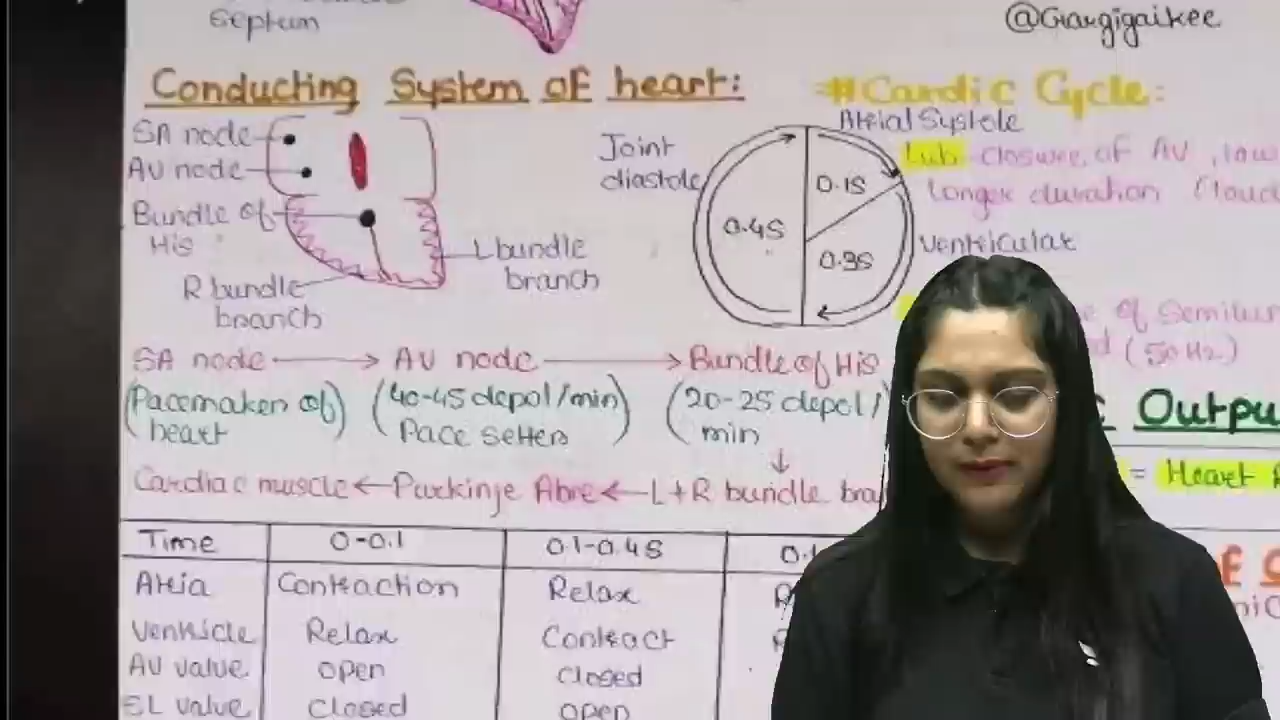 Septum
@Gargigaikee
Conducting System of heart:
SA node
AV node
Bundle of
His
R bundle
branch
L bundle
branch
#Cardic Cycle:
Joint
diastole
Atrial Systole
0.1S
0.4S
0.3S
Ventricular
Lub closure of AV, low
longer duration
of Semilun
(50Hz)
SA node → AV node → Bundle of His
(Pacemaker of heart)
(40-45 depol/min)
Pace setter
(20-25 depol/
min
↓
Cardiac muscle ← Purkinje fibre ← L+R bundle bra
Outpu
= Heart R
Time 0-0.1 0.1-0.4S 0.1
Atria Contraction Relax
Ventricle Relax Contract
AV valve open closed
SL valve closed open